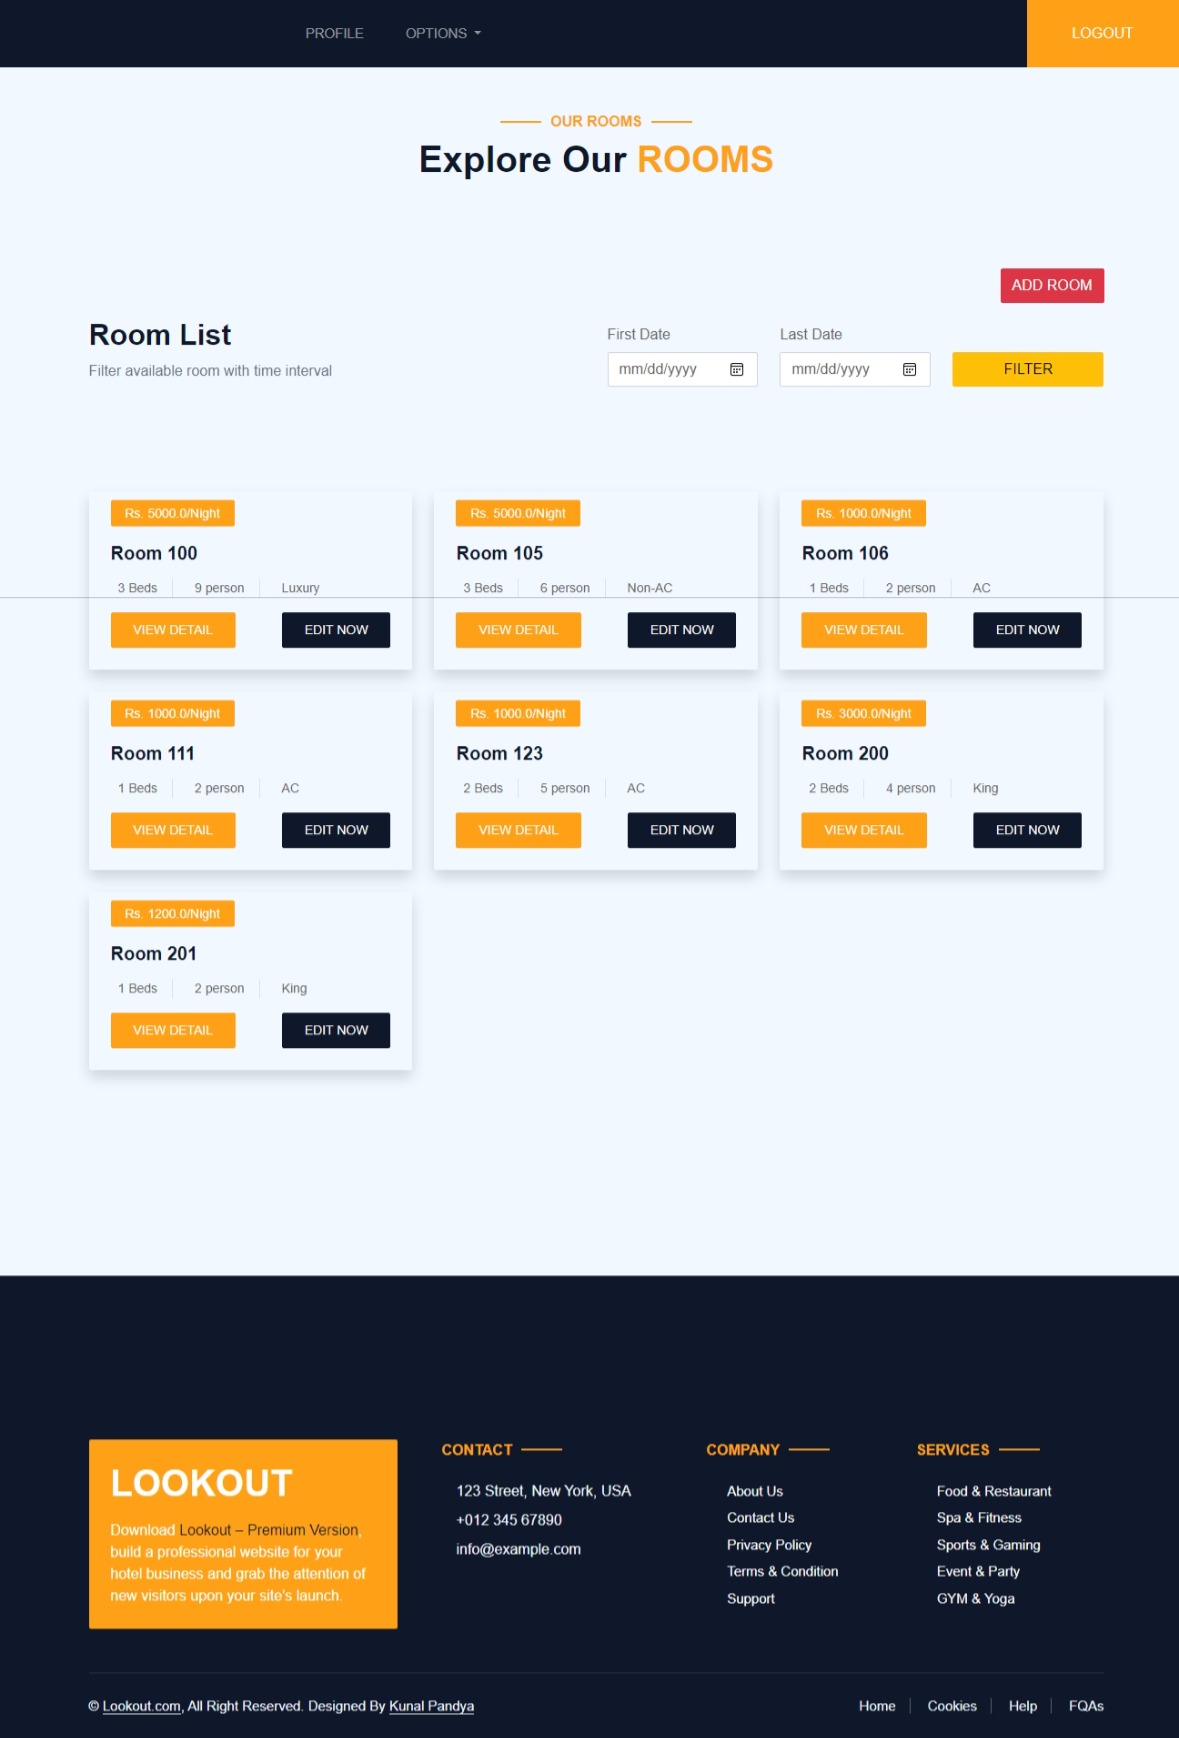 PROFILE OPTIONS LOGOUT
OUR ROOMS
Explore Our ROOMS
ADD ROOM
Room List
Filter available room with time interval
First Date Last Date
mm/dd/yyyy mm/dd/yyyy FILTER
Rs. 5000.0/Night
Room 100
3 Beds 9 person Luxury
VIEW DETAIL EDIT NOW
Rs. 5000.0/Night
Room 105
3 Beds 6 person Non-AC
VIEW DETAIL EDIT NOW
Rs. 1000.0/Night
Room 106
1 Beds 2 person AC
VIEW DETAIL EDIT NOW
Rs. 1000.0/Night
Room 111
1 Beds 2 person AC
VIEW DETAIL EDIT NOW
Rs. 1000.0/Night
Room 123
2 Beds 5 person AC
VIEW DETAIL EDIT NOW
Rs. 3000.0/Night
Room 200
2 Beds 4 person King
VIEW DETAIL EDIT NOW
Rs. 1200.0/Night
Room 201
1 Beds 2 person King
VIEW DETAIL EDIT NOW
LOOKOUT
Download Lookout – Premium Version,
build a professional website for your
hotel business and grab the attention of
new visitors upon your site's launch.
CONTACT
123 Street, New York, USA
+012 345 67890
info@example.com
COMPANY
About Us
Contact Us
Privacy Policy
Terms & Condition
Support
SERVICES
Food & Restaurant
Spa & Fitness
Sports & Gaming
Event & Party
GYM & Yoga
© Lookout.com, All Right Reserved. Designed By Kunal Pandya
Home Cookies Help FQAs